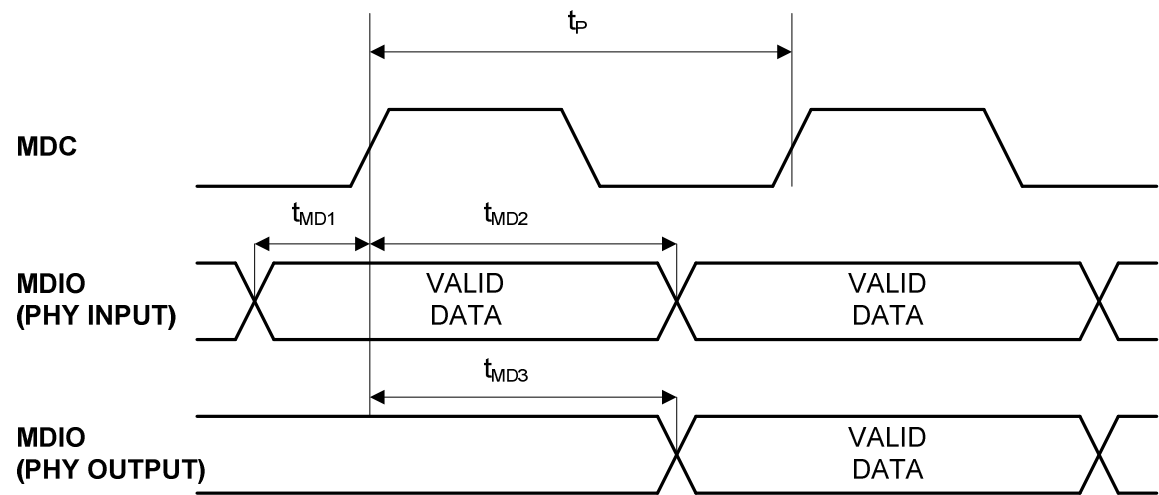 tP
MDC
tMD1
tMD2
MDIO
(PHY INPUT)
VALID
DATA
VALID
DATA
tMD3
MDIO
(PHY OUTPUT)
VALID
DATA